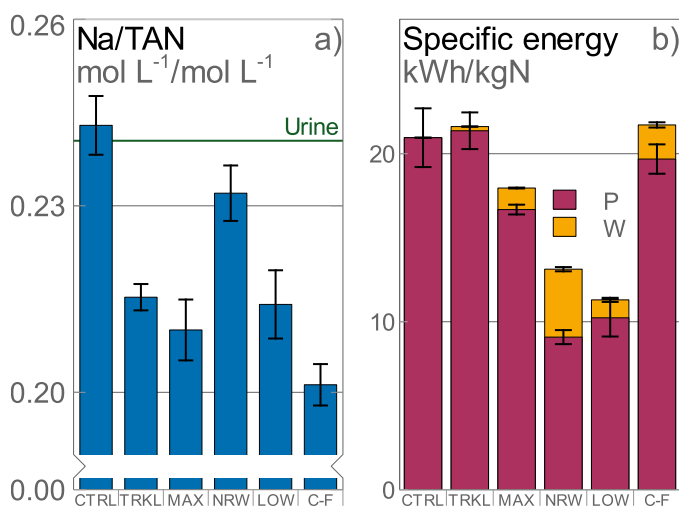 0.26
Na/TAN
a)
mol L⁻¹/mol L⁻¹
Urine
0.23
0.20
0.00
CTRL TRKL MAX NRW LOW C-F
Specific energy
b)
kWh/kgN
20
P
W
10
0
CTRL TRKL MAX NRW LOW C-F